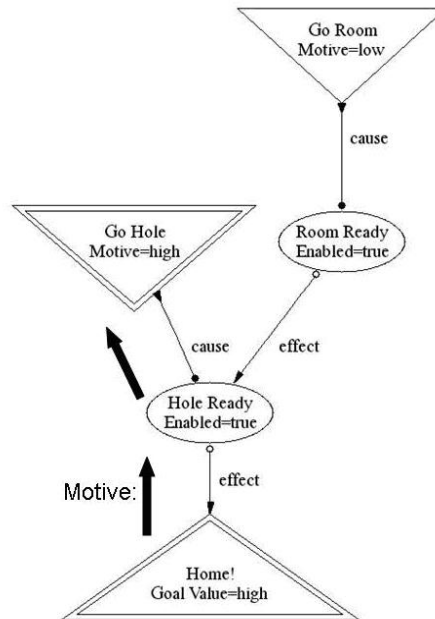 Go Room
Motive=low
cause
Go Hole
Motive=high
Room Ready
Enabled=true
cause
effect
Hole Ready
Enabled=true
Motive:
effect
Home!
Goal Value=high